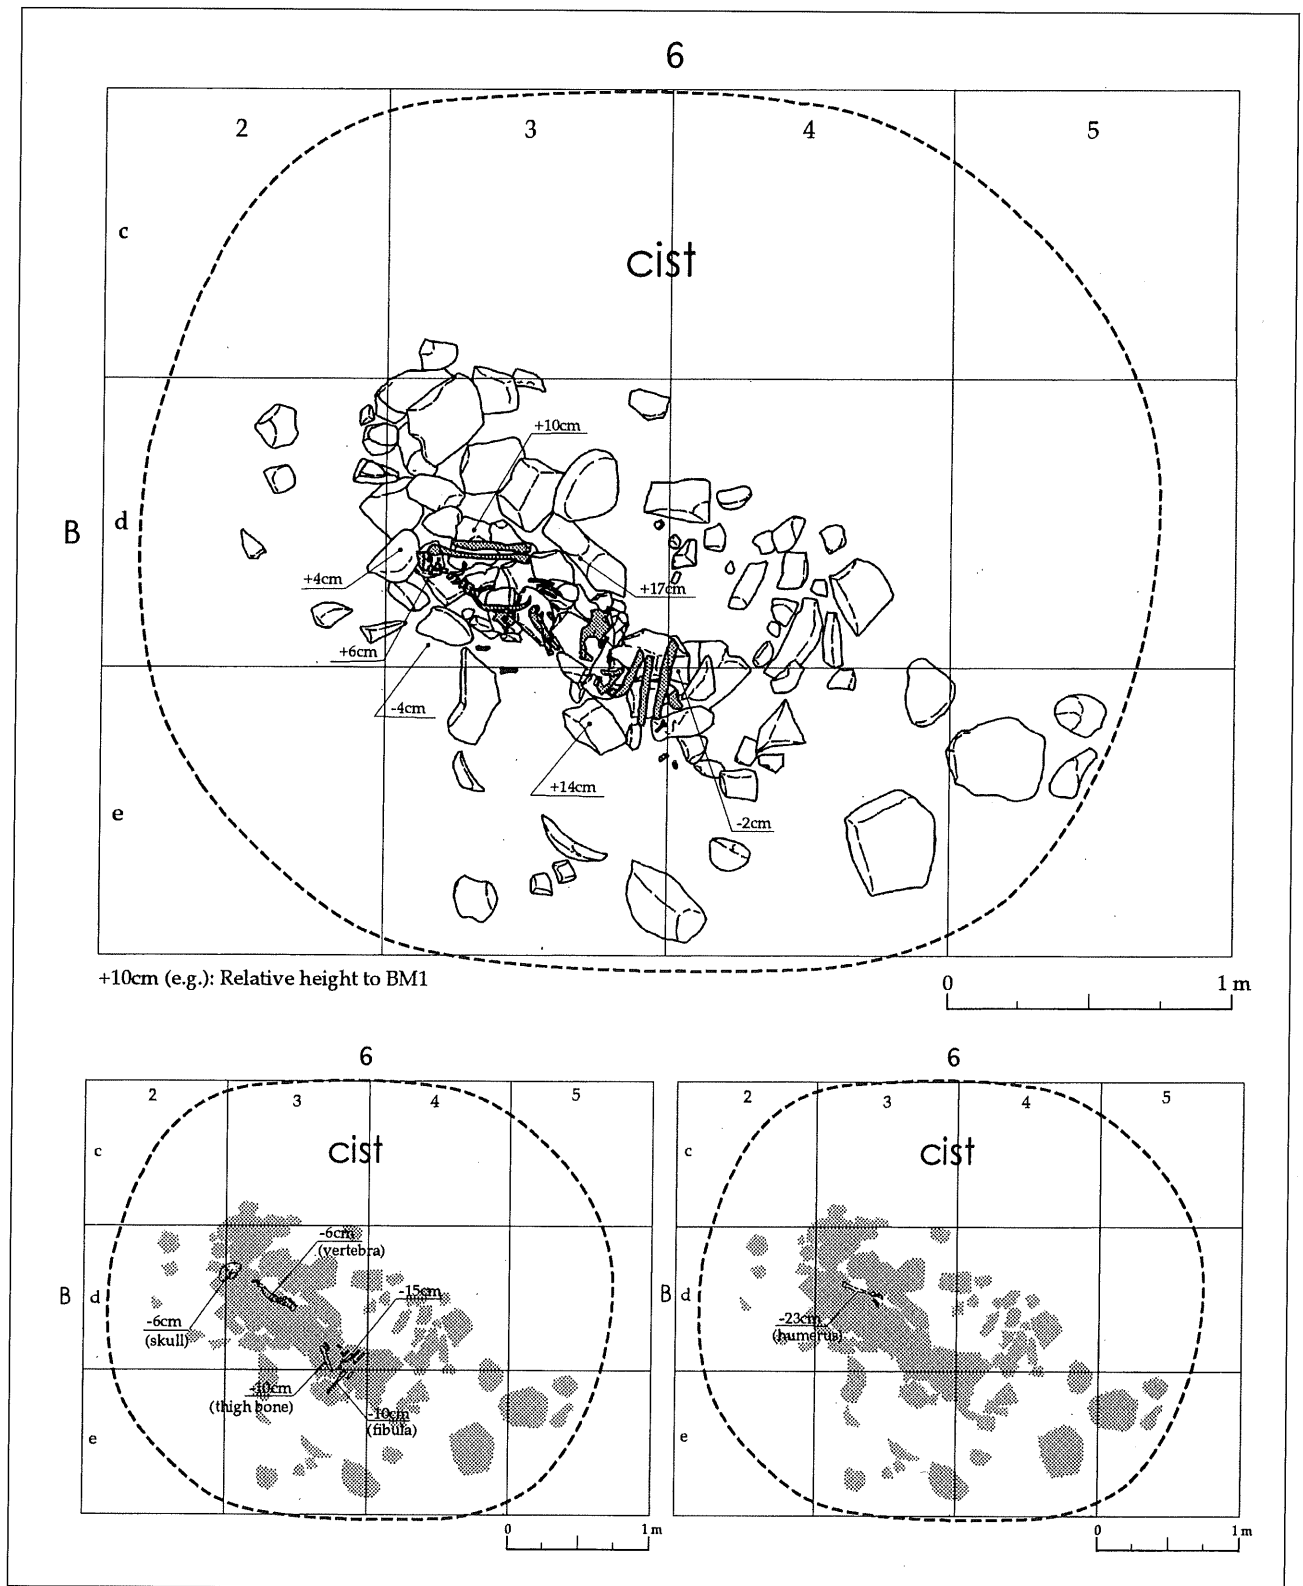 6
2 3 4 5
c
cist
+10cm
B d
+4cm
+17cm
+6cm
-4cm
+14cm
e
-2cm
+10cm (e.g.): Relative height to BM1
0 1 m
6
2 3 4 5
c
cist
-6cm
(vertebra)
B d
-15cm
-6cm
(skull)
-10cm
(thigh bone)
-10cm
(fibula)
e
0 1 m
6
2 3 4 5
c
cist
B d
-23cm
(humerus)
e
0 1 m